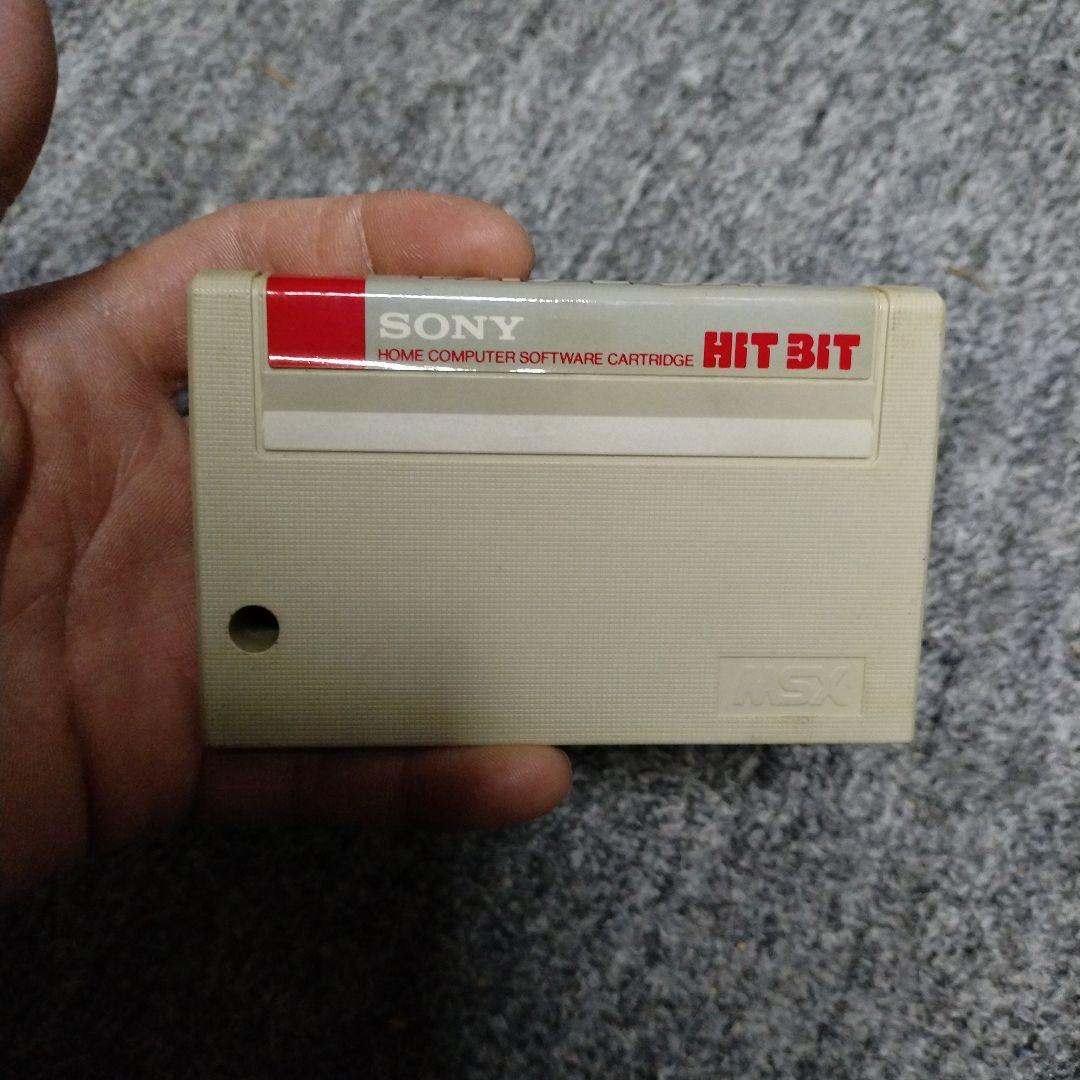 SONY
HOME COMPUTER SOFTWARE CARTRIDGE HIT BIT
MSX